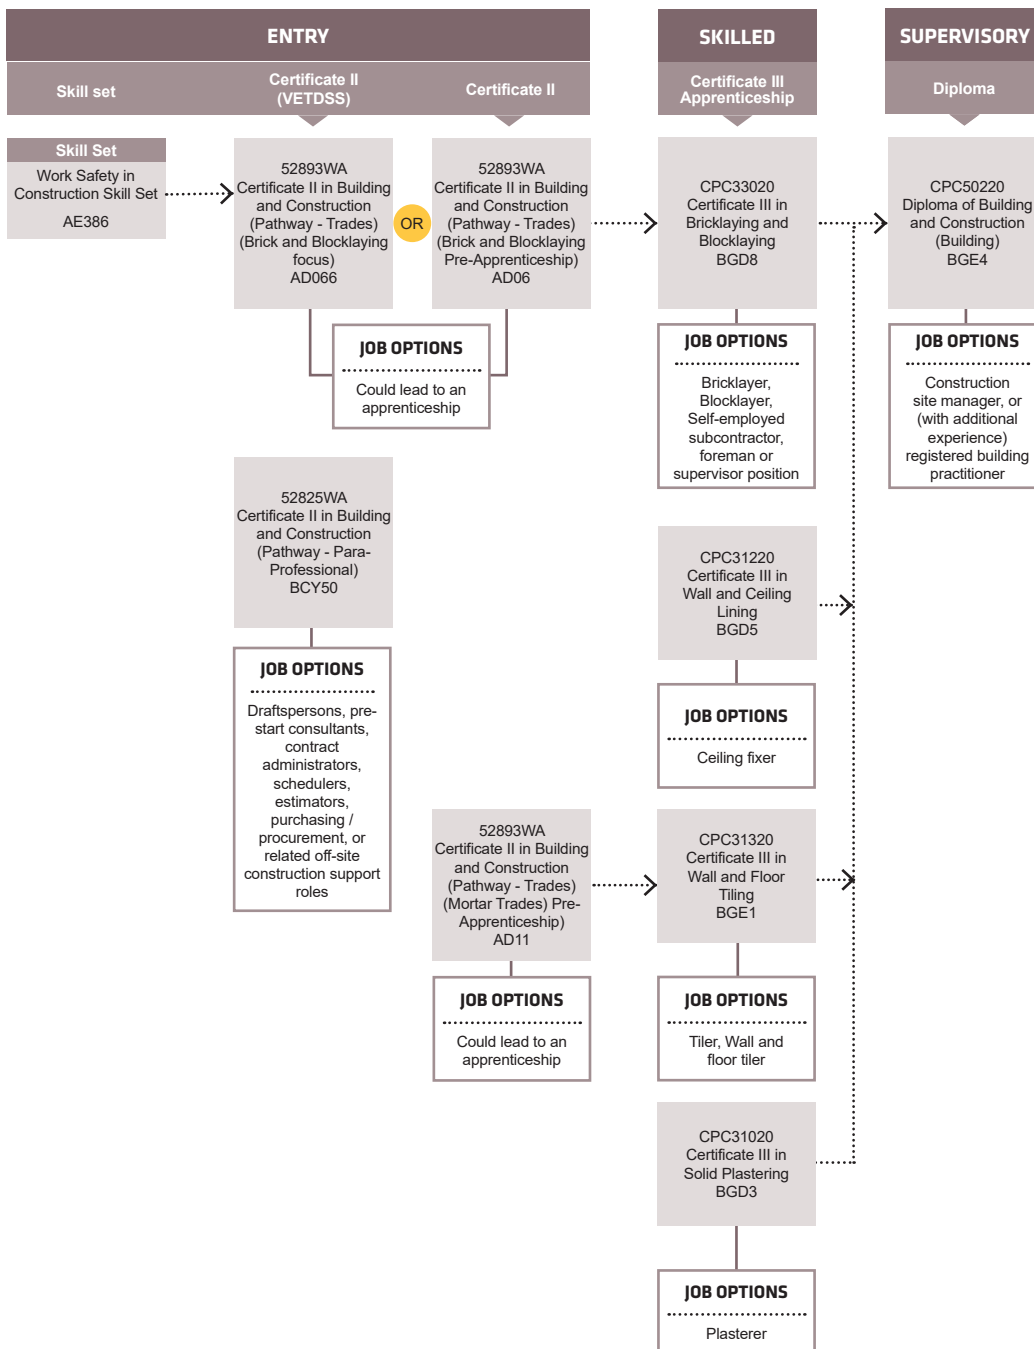 ENTRY
SKILLED
SUPERVISORY
Skill set
Certificate II
(VETDSS)
Certificate II
Certificate III
Apprenticeship
Diploma
Skill Set
Work Safety in
Construction Skill Set
AE386
52893WA
Certificate II in Building
and Construction
(Pathway - Trades)
(Brick and Blocklaying
focus)
AD066
OR
52893WA
Certificate II in Building
and Construction
(Pathway - Trades)
(Brick and Blocklaying
Pre-Apprenticeship)
AD06
CPC33020
Certificate III in
Bricklaying and
Blocklaying
BGD8
CPC50220
Diploma of Building
and Construction
(Building)
BGE4
JOB OPTIONS
Could lead to an
apprenticeship
JOB OPTIONS
Bricklayer,
Blocklayer,
Self-employed
subcontractor,
foreman or
supervisor position
JOB OPTIONS
Construction
site manager, or
(with additional
experience)
registered building
practitioner
52825WA
Certificate II in Building
and Construction
(Pathway - Para-
Professional)
BCY50
JOB OPTIONS
Draftspersons, pre-
start consultants,
contract
administrators,
schedulers,
estimators,
purchasing /
procurement, or
related off-site
construction support
roles
CPC31220
Certificate III in
Wall and Ceiling
Lining
BGD5
JOB OPTIONS
Ceiling fixer
52893WA
Certificate II in Building
and Construction
(Pathway - Trades)
(Mortar Trades) Pre-
Apprenticeship)
AD11
JOB OPTIONS
Could lead to an
apprenticeship
CPC31320
Certificate III in
Wall and Floor
Tiling
BGE1
JOB OPTIONS
Tiler, Wall and
floor tiler
CPC31020
Certificate III in
Solid Plastering
BGD3
JOB OPTIONS
Plasterer